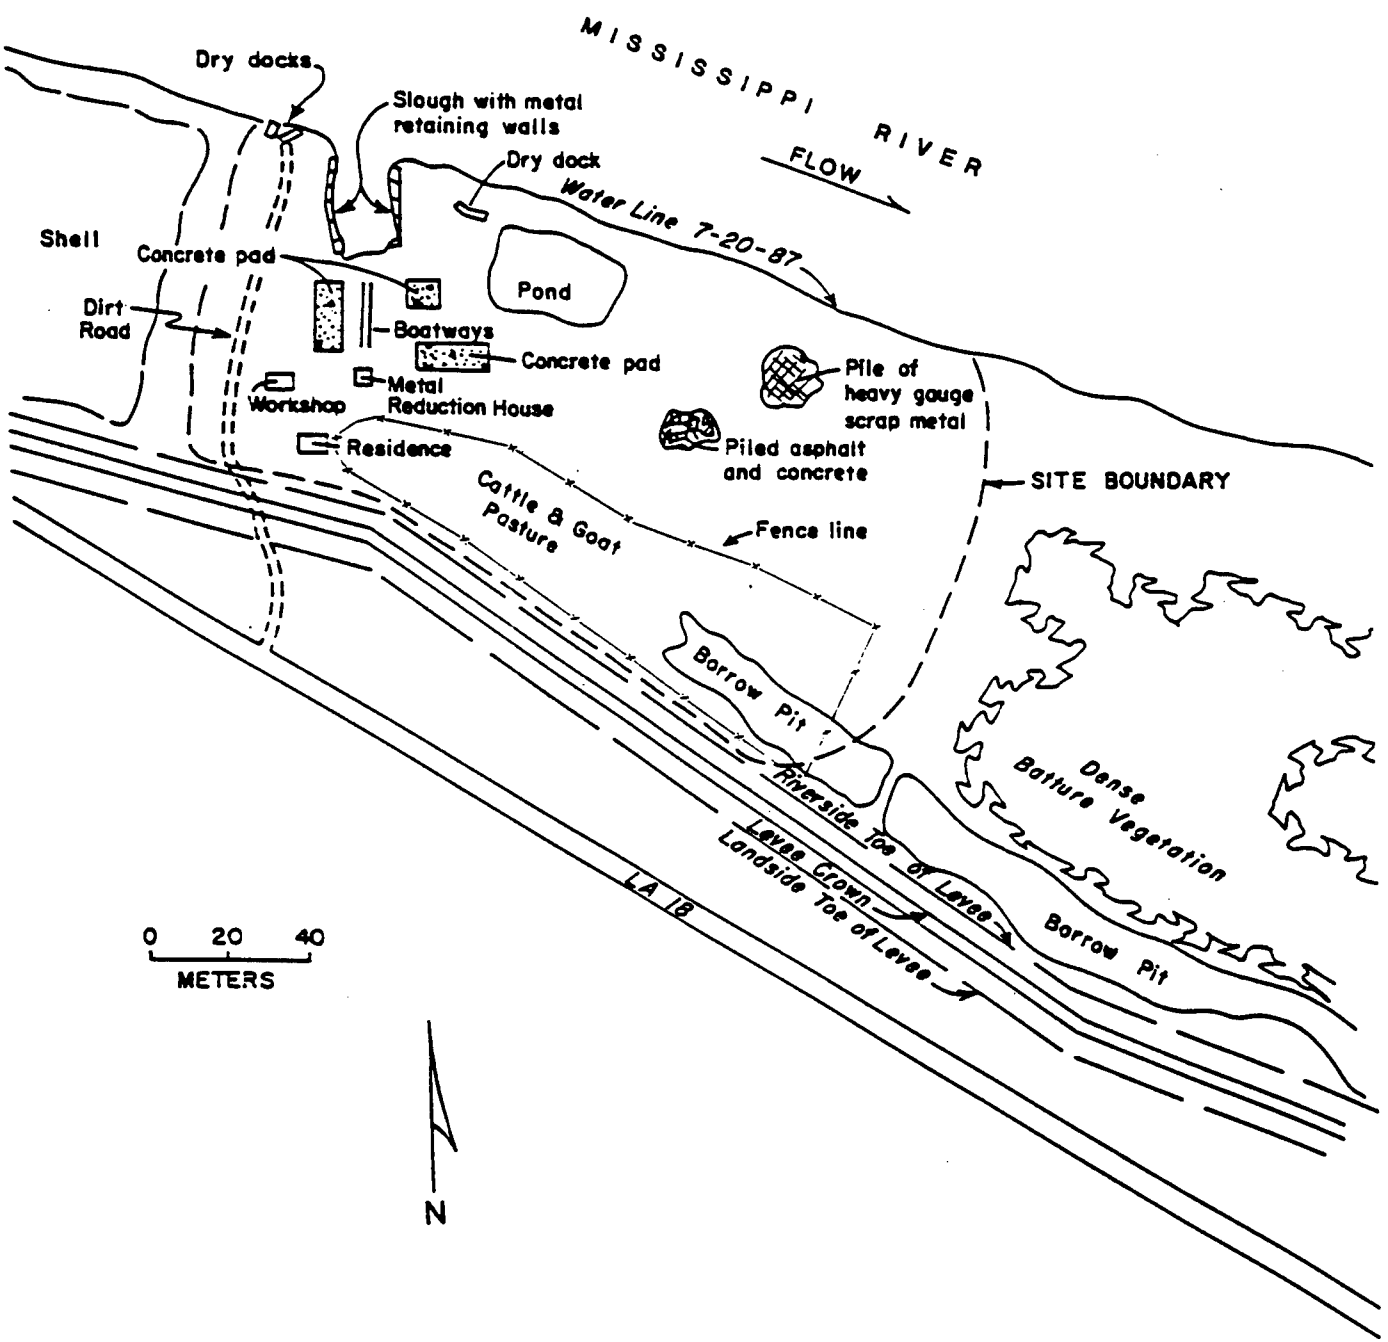 MISSISSIPPI RIVER
FLOW
Dry docks
Slough with metal
retaining walls
Dry dock
Water Line 7-20-87
Shell
Concrete pad
Pond
Dirt
Road
Boatways
Concrete pad
Pile of
heavy gauge
scrap metal
Workshop
Metal
Reduction House
Residence
Piled asphalt
and concrete
SITE BOUNDARY
Cattle & Goat
Pasture
Fence line
Borrow Pit
Dense
Batture Vegetation
Riverside Toe of Levee
Levee Crown
Landside Toe of Levee
LA 18
Borrow Pit
0 20 40
METERS
N